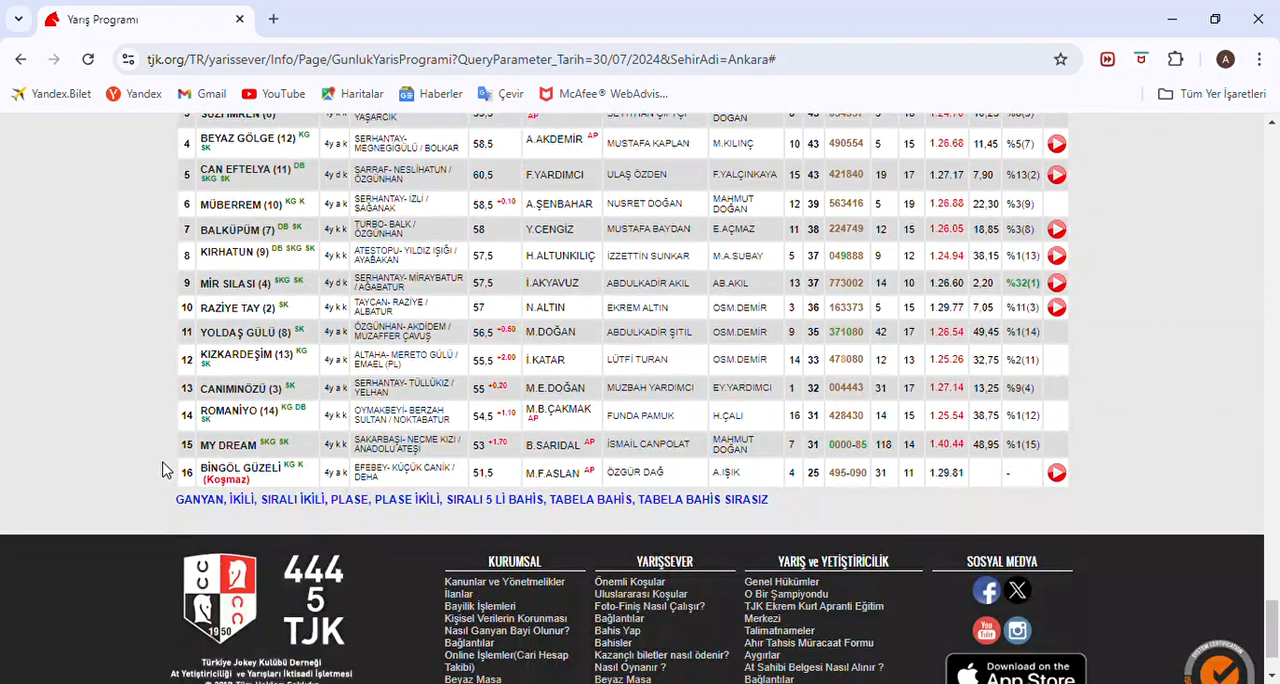 Yarış Programı
tjk.org/TR/yarissever/Info/Page/GunlukYarisProgrami?QueryParameter_Tarih=30/07/2024&SehirAdi=Ankara#
A
Yandex.Bilet Yandex Gmail YouTube Haritalar Haberler Çevir McAfee® WebAdvis... Tüm Yer İşaretleri
YAŞARCIK AP DOĞAN
4 BEYAZ GÖLGE (12) KG SK 4y a k SERHANTAY- MEGNEGIGÜLÜ / BOLKAR 58,5 A.AKDEMİR AP MUSTAFA KAPLAN M.KILINÇ 10 43 490554 5 15 1.26.68 11,45 %5(7)
5 CAN EFTELYA (11) DB SKG SK 4y d k ŞARRAF- NESLİHATUN / ÖZGÜNHAN 60,5 F.YARDIMCI ULAŞ ÖZDEN F.YALÇINKAYA 15 43 421840 19 17 1.27.17 7,90 %13(2)
6 MÜBERREM (10) KG K 4y a k SERHANTAY- İZLİ / SAĞANAK 58,5 +0.10 A.ŞENBAHAR NUSRET DOĞAN MAHMUT DOĞAN 12 39 563416 5 19 1.26.88 22,30 %3(9)
7 BALKÜPÜM (7) DB SK 4y k k TURBO- BALK / ÖZGÜNHAN 58 Y.CENGİZ MUSTAFA BAYDAN E.AÇMAZ 11 38 224749 12 15 1.26.05 18,85 %3(8)
8 KIRHATUN (9) DB SKG SK 4y k k ATESTOPU- YILDIZ IŞIĞI / AYABAKAN 57,5 H.ALTUNKILIÇ İZZETTİN SUNKAR M.A.SUBAY 5 37 049888 9 12 1.24.94 38,15 %1(13)
9 MİR SILASI (4) SKG SK 4y d k SERHANTAY- MİRAYBATUR / AĞABATUR 57,5 İ.AKYAVUZ ABDULKADİR AKIL AB.AKIL 13 37 773002 14 10 1.26.60 2,20 %32(1)
10 RAZİYE TAY (2) SK 4y k k TAYCAN- RAZİYE / ALBATUR 57 N.ALTIN EKREM ALTIN OSM.DEMİR 3 36 163373 5 15 1.29.77 7,05 %11(3)
11 YOLDAŞ GÜLÜ (8) SK 4y a k ÖZGÜNHAN- AKDİDEM / MUZAFFER ÇAVUŞ 56,5 +0.50 M.DOĞAN ABDULKADİR ŞITIL OSM.DEMİR 9 35 371080 42 17 1.26.54 49,45 %1(14)
12 KIZKARDEŞİM (13) KG SK 4y a k ALTAHA- MERETO GÜLÜ / EMAEL (PL) 55,5 +2.00 İ.KATAR LÜTFİ TURAN OSM.DEMİR 14 33 478080 12 13 1.25.26 32,75 %2(11)
13 CANIMINÖZÜ (3) SK 4y a k SERHANTAY- TÜLLÜKIZ / YELHAN 55 +0.20 M.E.DOĞAN MUZBAH YARDIMCI EY.YARDIMCI 1 32 004443 31 17 1.27.14 13,25 %9(4)
14 ROMANİYO (14) KG DB SK 4y k k OYMAKBEYİ- BERZAH SULTAN / NOKTABATUR 54,5 +1.10 M.B.ÇAKMAK AP FUNDA PAMUK H.ÇALI 16 31 428430 14 15 1.25.54 38,75 %1(12)
15 MY DREAM SKG SK 4y k k SAKARBAŞI- NECME KIZI / ANADOLU ATEŞİ 53 +1.70 B.SARIDAL AP İSMAİL CANPOLAT MAHMUT DOĞAN 7 31 0000-85 118 14 1.40.44 48,95 %1(15)
16 BİNGÖL GÜZELİ KG K (Koşmaz) 4y a k EFEBEY- KÜÇÜK CANİK / DEHA 51,5 M.F.ASLAN AP ÖZGÜR DAĞ A.IŞIK 4 25 495-090 31 11 1.29.81 -
GANYAN, İKİLİ, SIRALI İKİLİ, PLASE, PLASE İKİLİ, SIRALI 5 Lİ BAHİS, TABELA BAHİS, TABELA BAHİS SIRASIZ
1950
444
5
TJK
Türkiye Jokey Kulübü Derneği
At Yetiştiriciliği ve Yarışları İktisadi İşletmesi
KURUMSAL
Kanunlar ve Yönetmelikler
İlanlar
Bayilik İşlemleri
Kişisel Verilerin Korunması
Nasıl Ganyan Bayi Olunur?
Bağlantılar
Online İşlemler(Cari Hesap
Takibi)
Beyaz Masa
YARIŞSEVER
Önemli Koşular
Uluslararası Koşular
Foto-Finiş Nasıl Çalışır?
Bağlantılar
Bahis Yap
Bahisler
Kazançlı biletler nasıl ödenir?
Nasıl Oynanır ?
Beyaz Masa
YARIŞ ve YETİŞTİRİCİLİK
Genel Hükümler
O Bir Şampiyondu
TJK Ekrem Kurt Apranti Eğitim
Merkezi
Talimatnameler
Ahır Tahsis Müracaat Formu
Aygırlar
At Sahibi Belgesi Nasıl Alınır ?
Bağlantılar
SOSYAL MEDYA
You
Tube
Download on the
App Store
SYSTEM CERTIFICATION